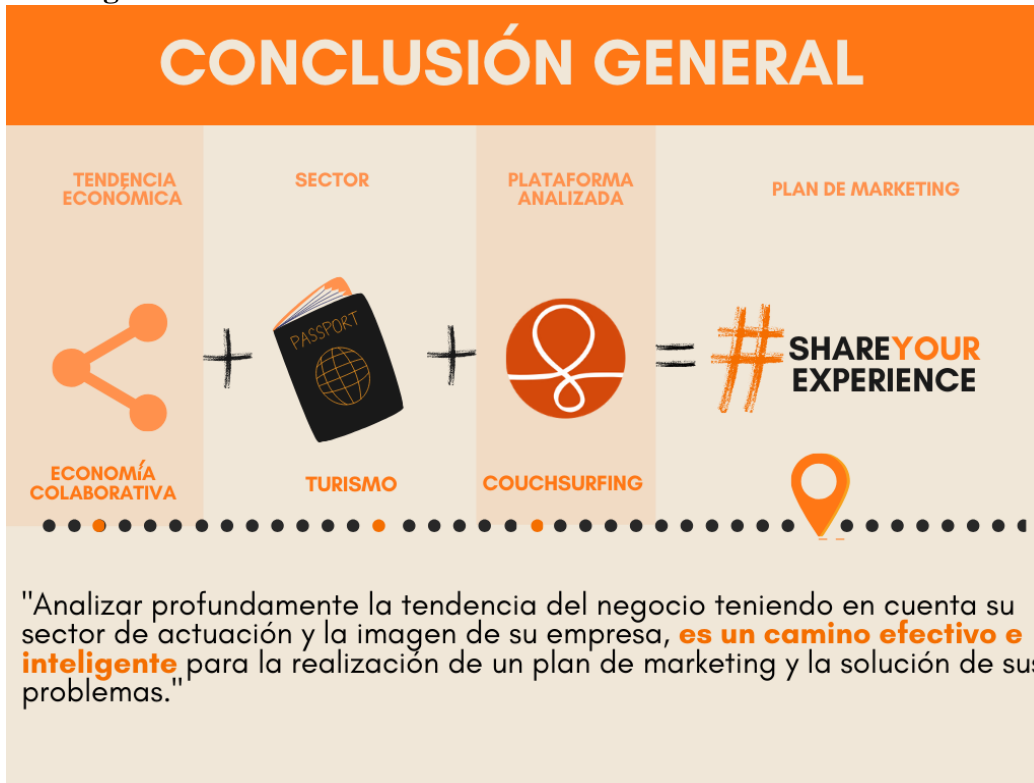 CONCLUSIÓN GENERAL
TENDENCIA
ECONÓMICA
SECTOR
PLATAFORMA
ANALIZADA
PLAN DE MARKETING
PASSPORT
#SHAREYOUR
EXPERIENCE
ECONOMÍA
COLABORATIVA
TURISMO
COUCHSURFING
"Analizar profundamente la tendencia del negocio teniendo en cuenta su
sector de actuación y la imagen de su empresa, es un camino efectivo e
inteligente para la realización de un plan de marketing y la solución de sus
problemas."